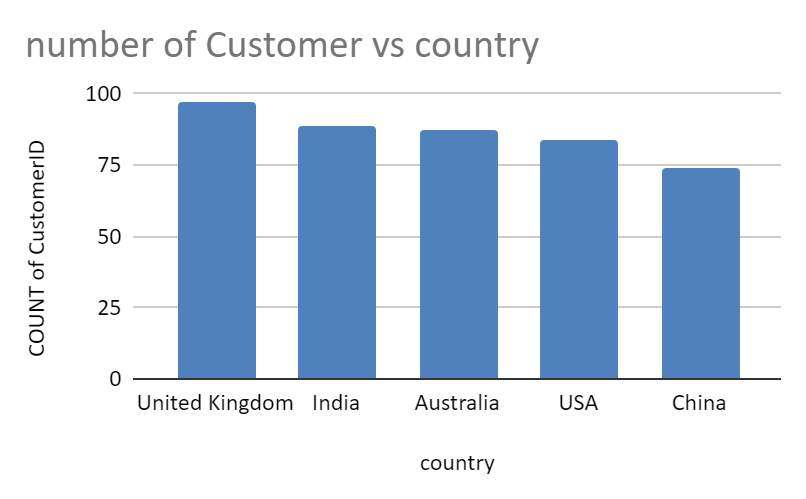 number of Customer vs country
COUNT of CustomerID
100
75
50
25
0
United Kingdom India Australia USA China
country